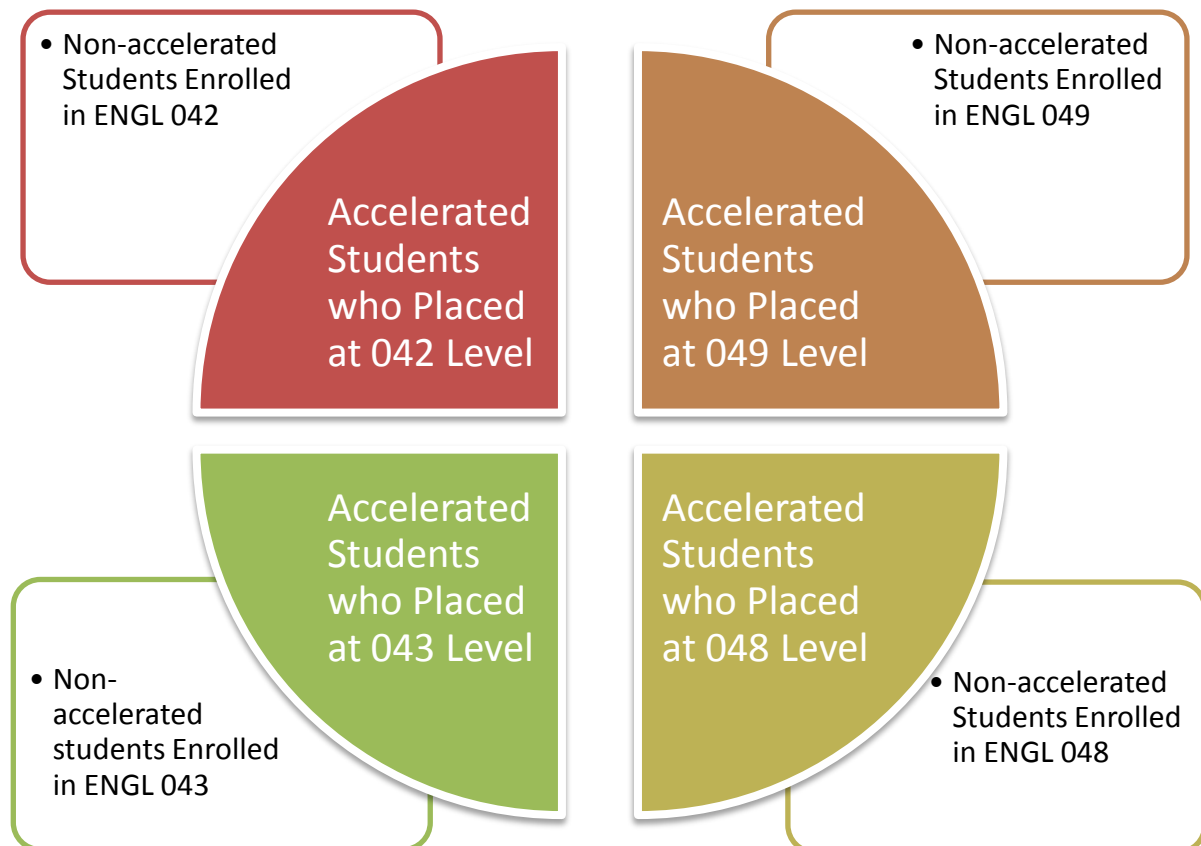 • Non-accelerated
Students Enrolled
in ENGL 042
Accelerated
Students
who Placed
at 042 Level
• Non-accelerated
Students Enrolled
in ENGL 049
Accelerated
Students
who Placed
at 049 Level
Accelerated
Students
who Placed
at 043 Level
• Non-
accelerated
students Enrolled
in ENGL 043
Accelerated
Students
who Placed
at 048 Level
• Non-accelerated
Students Enrolled
in ENGL 048